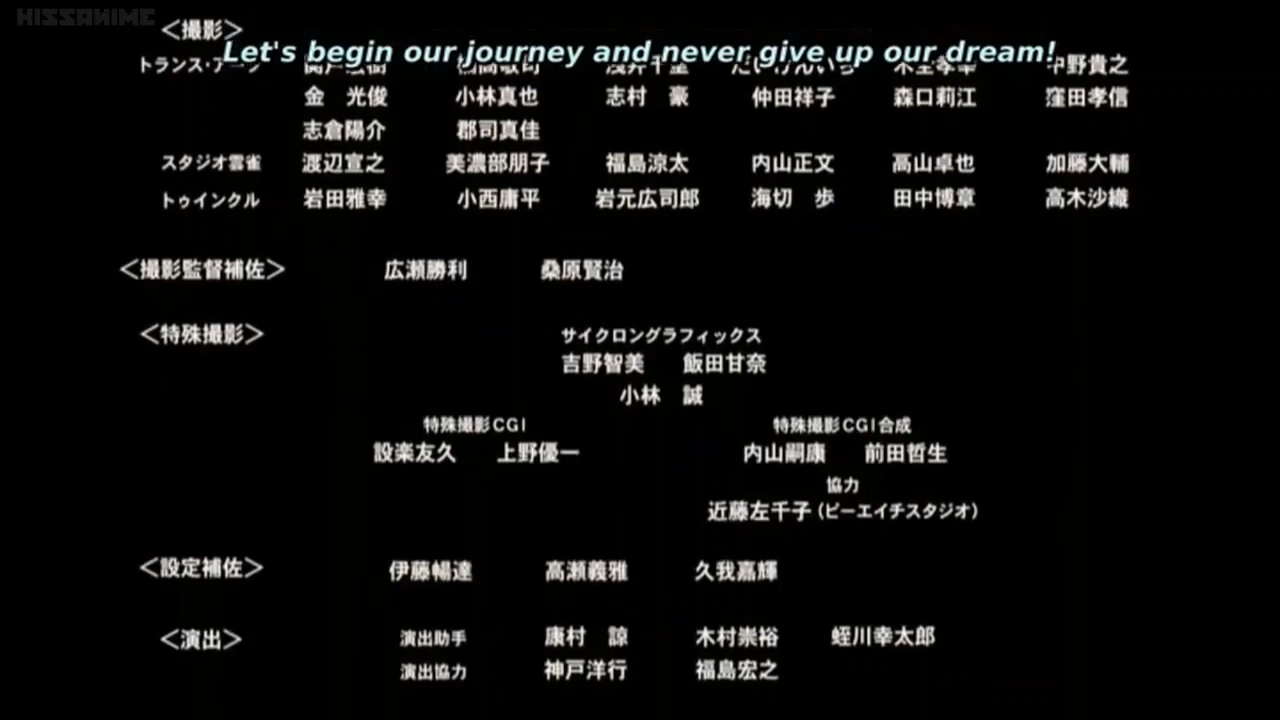 HISSANIME
＜撮影＞
Let's begin our journey and never give up our dream!
トランス・アーツ 中野貴之
金　光俊 小林真也 志村　豪 仲田祥子 森口莉江 窪田孝信
志倉陽介 郡司真佳
スタジオ雲雀 渡辺宣之 美濃部朋子 福島涼太 内山正文 高山卓也 加藤大輔
トゥインクル 岩田雅幸 小西庸平 岩元広司郎 海切　歩 田中博章 高木沙織
＜撮影監督補佐＞ 広瀬勝利 桑原賢治
＜特殊撮影＞ サイクロングラフィックス
吉野智美 飯田甘奈
小林　誠
特殊撮影CGI 特殊撮影CGI合成
設楽友久 上野優一 内山嗣康 前田哲生
協力
近藤左千子（ピーエイチスタジオ）
＜設定補佐＞ 伊藤暢達 高瀬義雅 久我嘉輝
＜演出＞ 演出助手 康村　諒 木村崇裕 蛭川幸太郎
演出協力 神戸洋行 福島宏之